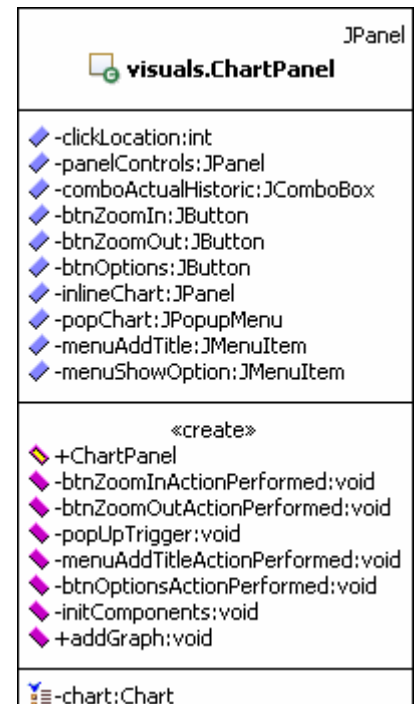 JPanel
visuals.ChartPanel
-clickLocation:int
-panelControls:JPanel
-comboActualHistoric:JComboBox
-btnZoomIn:JButton
-btnZoomOut:JButton
-btnOptions:JButton
-inlineChart:JPanel
-popChart:JPopupMenu
-menuAddTitle:JMenuItem
-menuShowOption:JMenuItem
«create»
+ChartPanel
-btnZoomInActionPerformed:void
-btnZoomOutActionPerformed:void
-popUpTrigger:void
-menuAddTitleActionPerformed:void
-btnOptionsActionPerformed:void
-initComponents:void
+addGraph:void
-chart:Chart